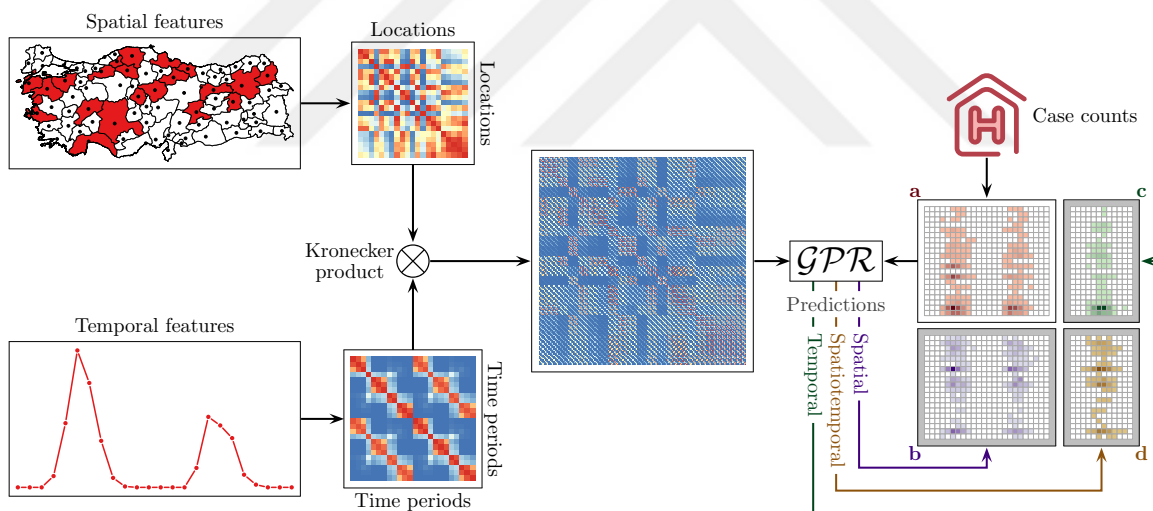 Spatial features
Locations
Locations
Case counts
a
c
Kronecker
product
GPR
Predictions
Temporal features
Time periods
Time periods
Temporal
Spatiotemporal
Spatial
b
d